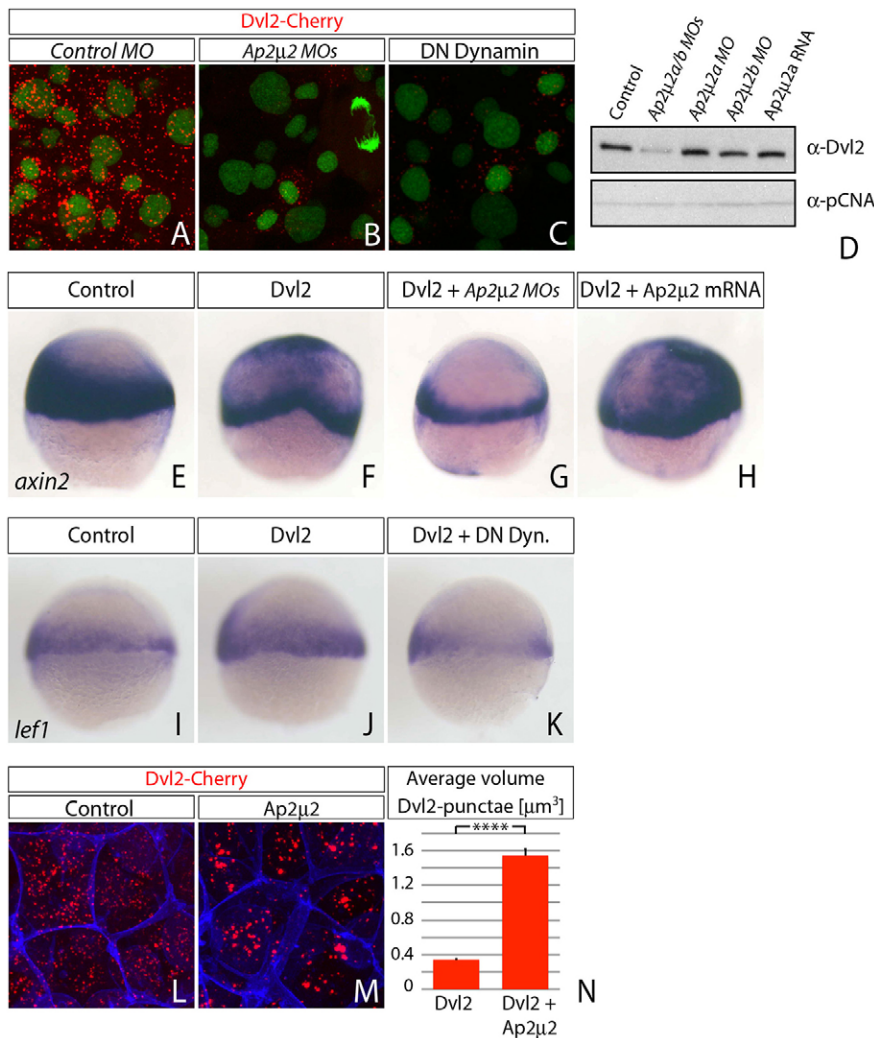 Dvl2-Cherry
Control MO
Ap2μ2 MOs
DN Dynamin
A
B
C
Control
Ap2μ2a/b MOs
Ap2μ2a MO
Ap2μ2b MO
Ap2μ2a RNA
α-Dvl2
α-pCNA
D
Control
Dvl2
Dvl2 + Ap2μ2 MOs
Dvl2 + Ap2μ2 mRNA
axin2
E
F
G
H
Control
Dvl2
Dvl2 + DN Dyn.
lef1
I
J
K
Dvl2-Cherry
Control
Ap2μ2
L
M
Average volume
Dvl2-punctae [μm³]
****
1.6
1.2
0.8
0.4
0
Dvl2
Dvl2 +
Ap2μ2
N